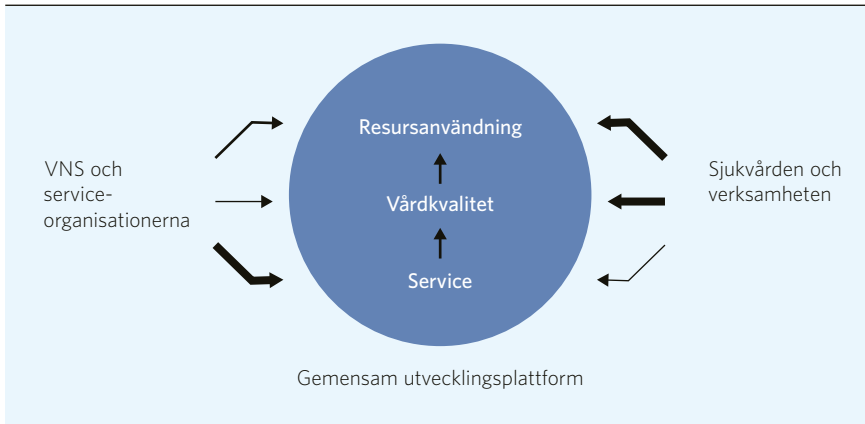 Resursanvändning
VNS och
service-
organisationerna
Vårdkvalitet
Sjukvården och
verksamheten
Service
Gemensam utvecklingsplattform